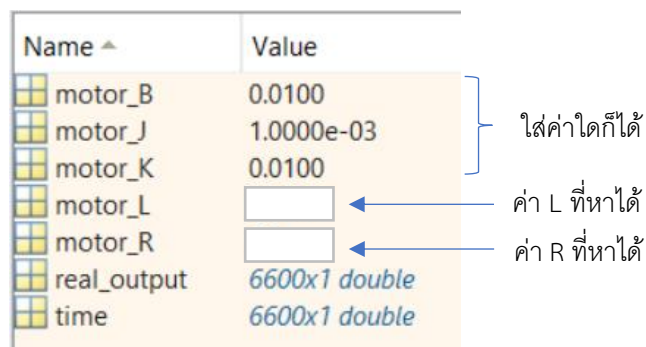 Name Value
motor_B 0.0100
motor_J 1.0000e-03
motor_K 0.0100
ใส่ค่าใดก็ได้
motor_L
ค่า L ที่หาได้
motor_R
ค่า R ที่หาได้
real_output 6600x1 double
time 6600x1 double